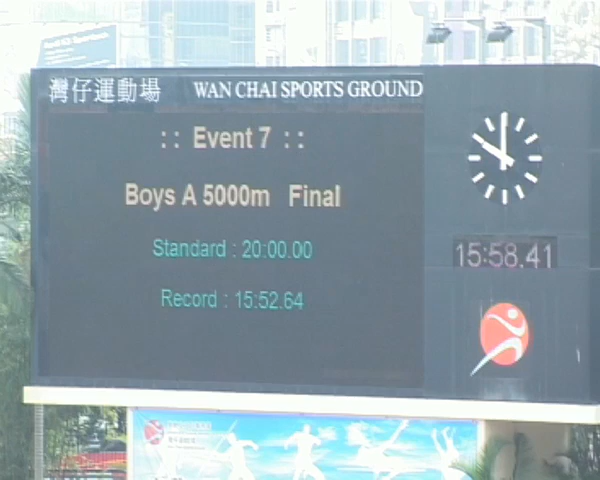 灣仔運動場 WAN CHAI SPORTS GROUND
:: Event 7 ::
Boys A 5000m Final
Standard : 20:00.00
Record : 15:52.64
15:58.41